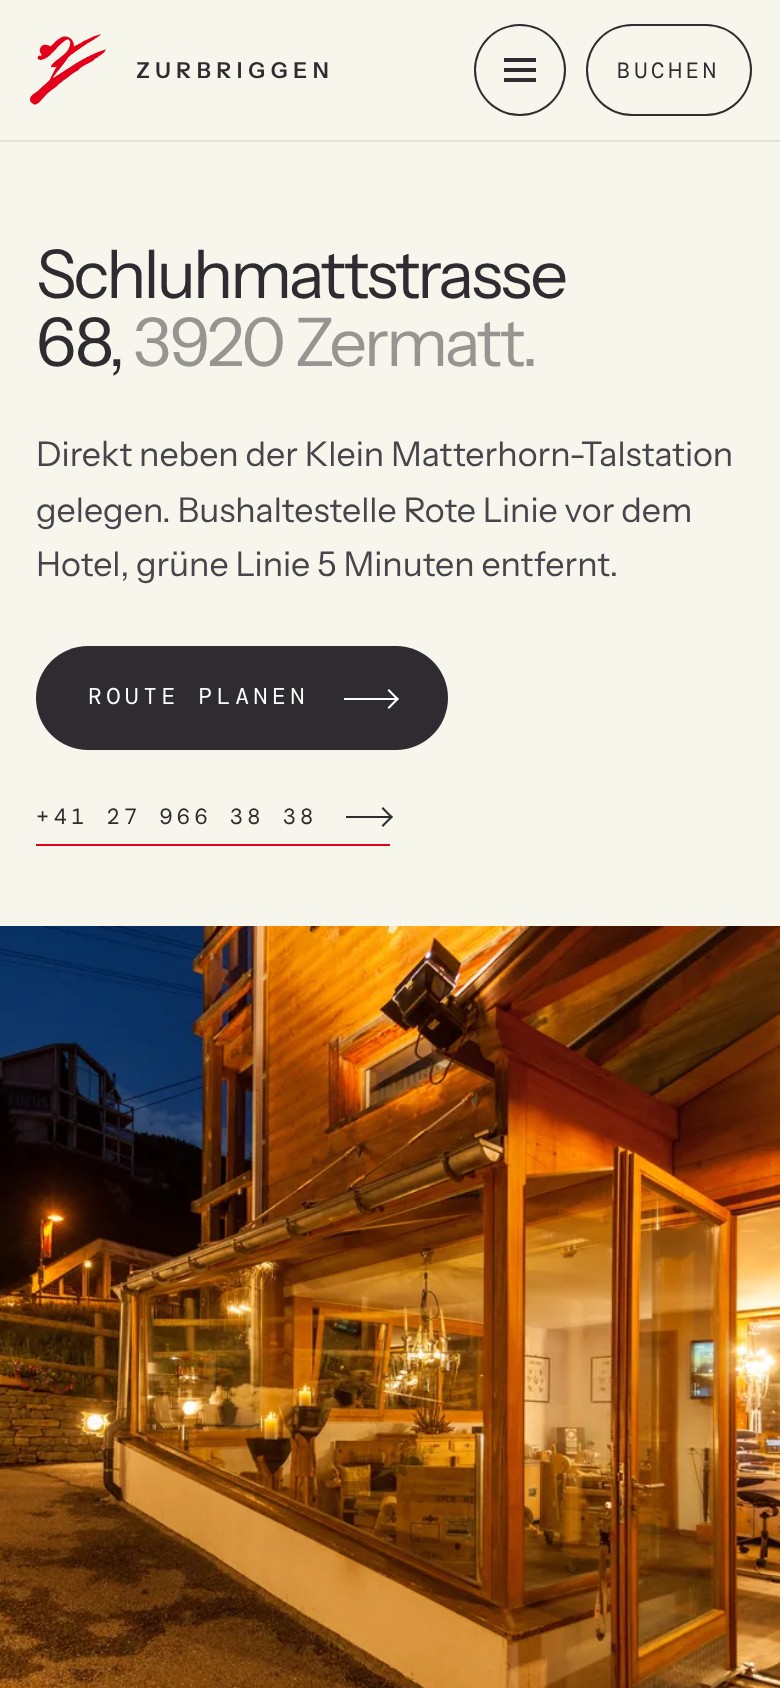 ZURBRIGGEN
BUCHEN
Schluhmattstrasse
68, 3920 Zermatt.
Direkt neben der Klein Matterhorn-Talstation
gelegen. Bushaltestelle Rote Linie vor dem
Hotel, grüne Linie 5 Minuten entfernt.
ROUTE PLANEN
+41 27 966 38 38